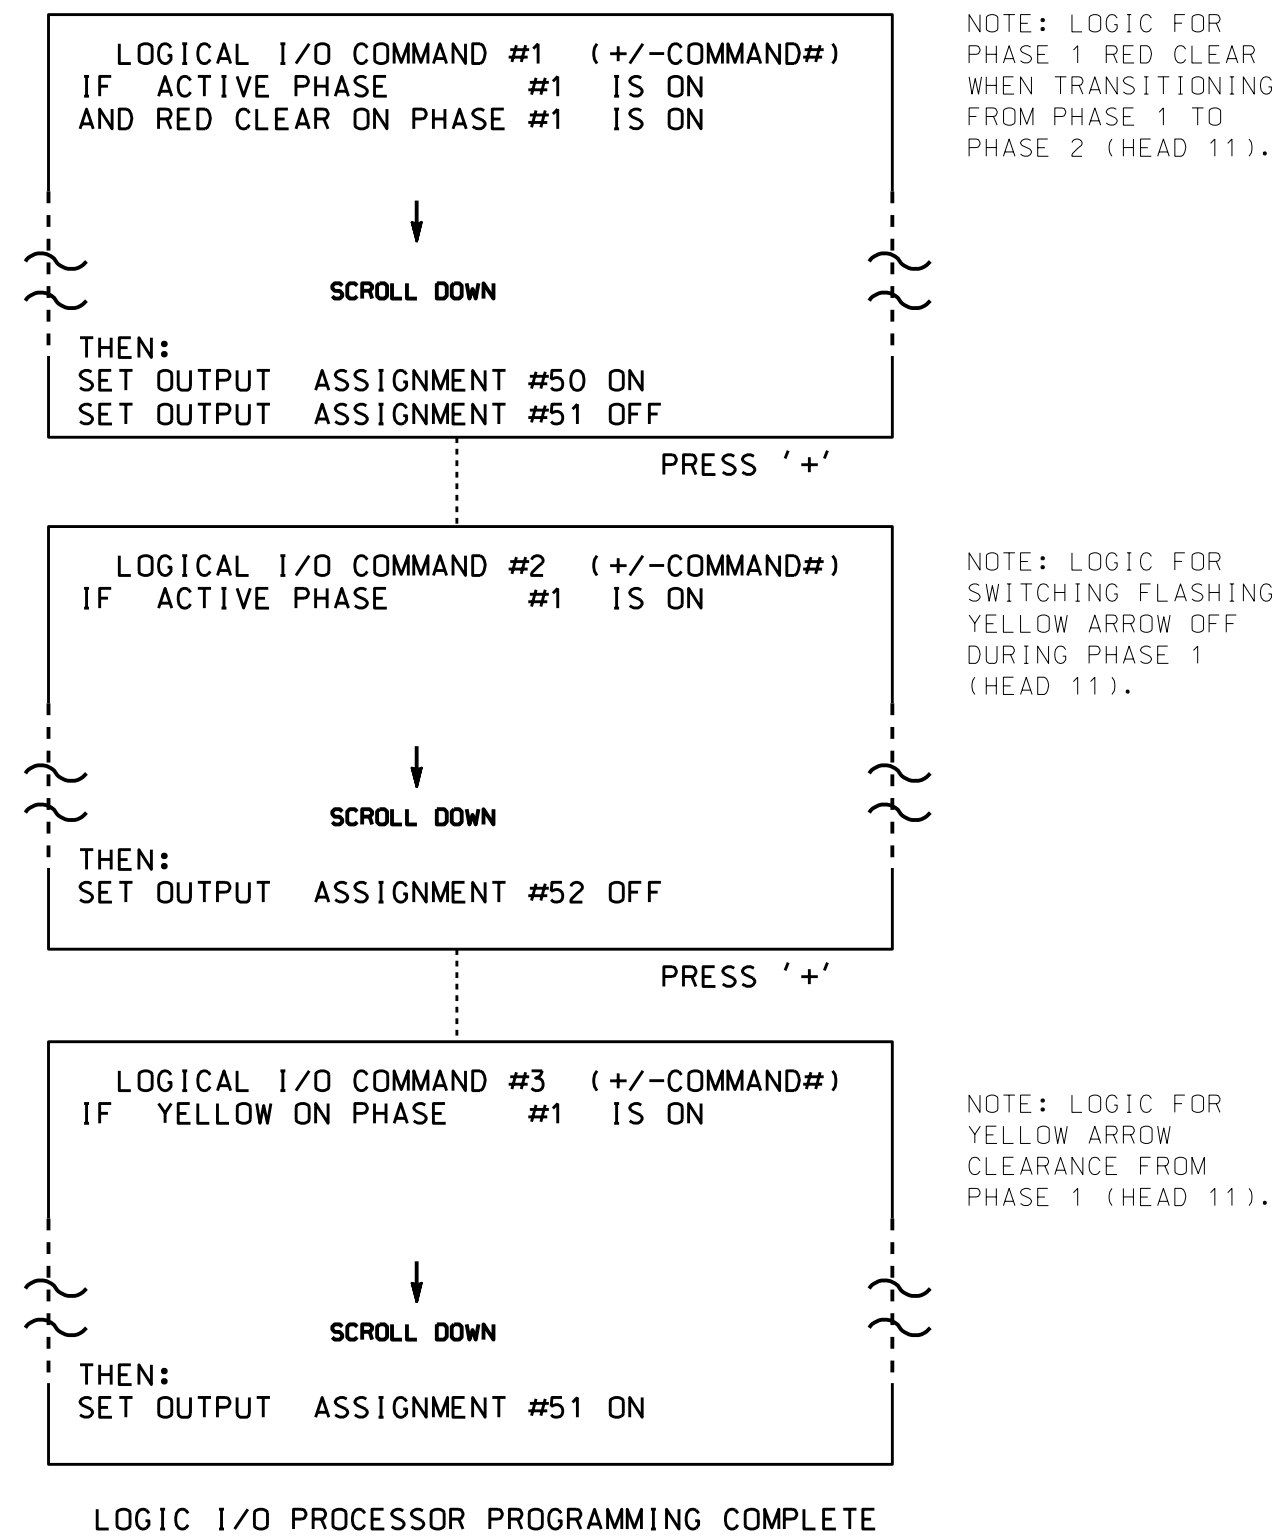 LOGICAL I/O COMMAND #1 (+/-COMMAND#)
IF ACTIVE PHASE #1 IS ON
AND RED CLEAR ON PHASE #1 IS ON
SCROLL DOWN
THEN:
SET OUTPUT ASSIGNMENT #50 ON
SET OUTPUT ASSIGNMENT #51 OFF
NOTE: LOGIC FOR
PHASE 1 RED CLEAR
WHEN TRANSITIONING
FROM PHASE 1 TO
PHASE 2 (HEAD 11).
PRESS '+'
LOGICAL I/O COMMAND #2 (+/-COMMAND#)
IF ACTIVE PHASE #1 IS ON
SCROLL DOWN
THEN:
SET OUTPUT ASSIGNMENT #52 OFF
NOTE: LOGIC FOR
SWITCHING FLASHING
YELLOW ARROW OFF
DURING PHASE 1
(HEAD 11).
PRESS '+'
LOGICAL I/O COMMAND #3 (+/-COMMAND#)
IF YELLOW ON PHASE #1 IS ON
SCROLL DOWN
THEN:
SET OUTPUT ASSIGNMENT #51 ON
NOTE: LOGIC FOR
YELLOW ARROW
CLEARANCE FROM
PHASE 1 (HEAD 11).
LOGIC I/O PROCESSOR PROGRAMMING COMPLETE